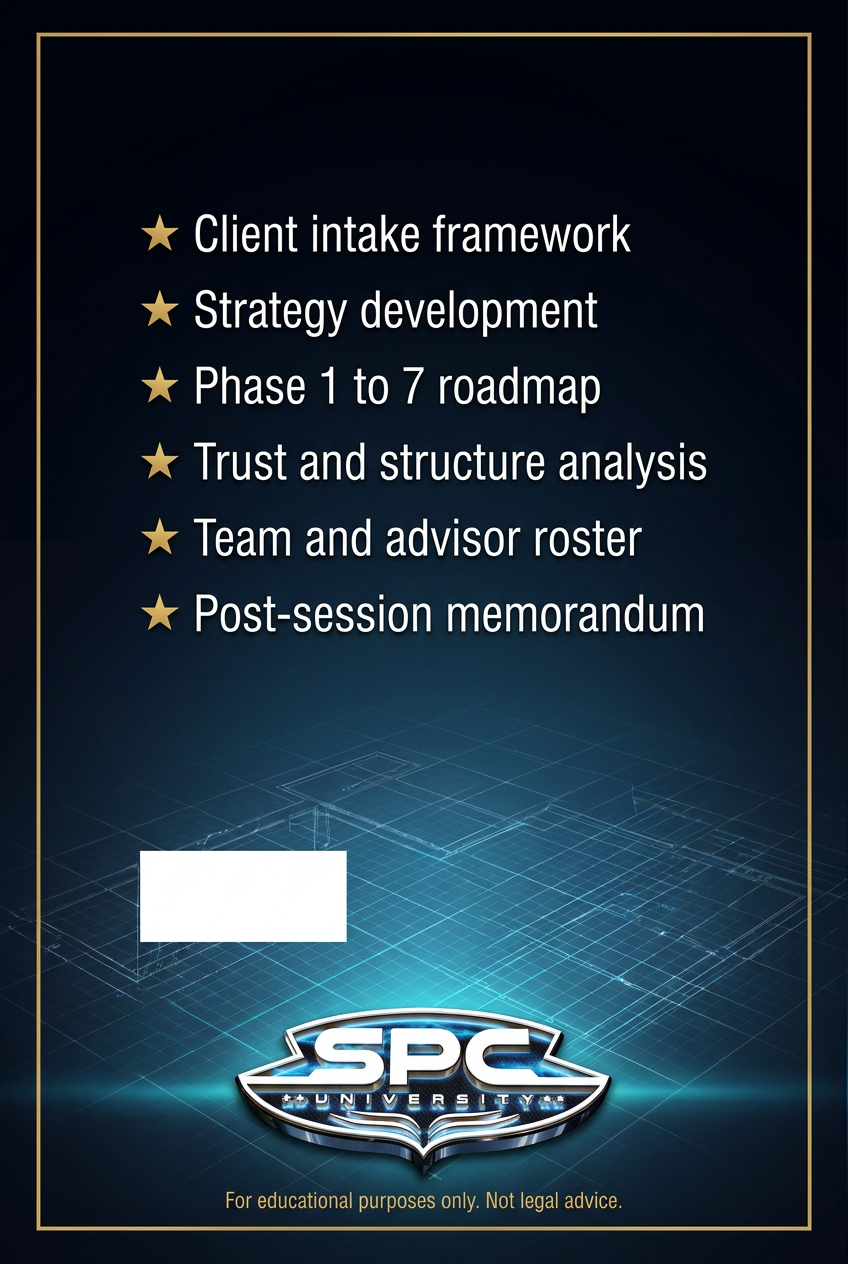 Client intake framework
Strategy development
Phase 1 to 7 roadmap
Trust and structure analysis
Team and advisor roster
Post-session memorandum
SPC
UNIVERSITY
For educational purposes only. Not legal advice.